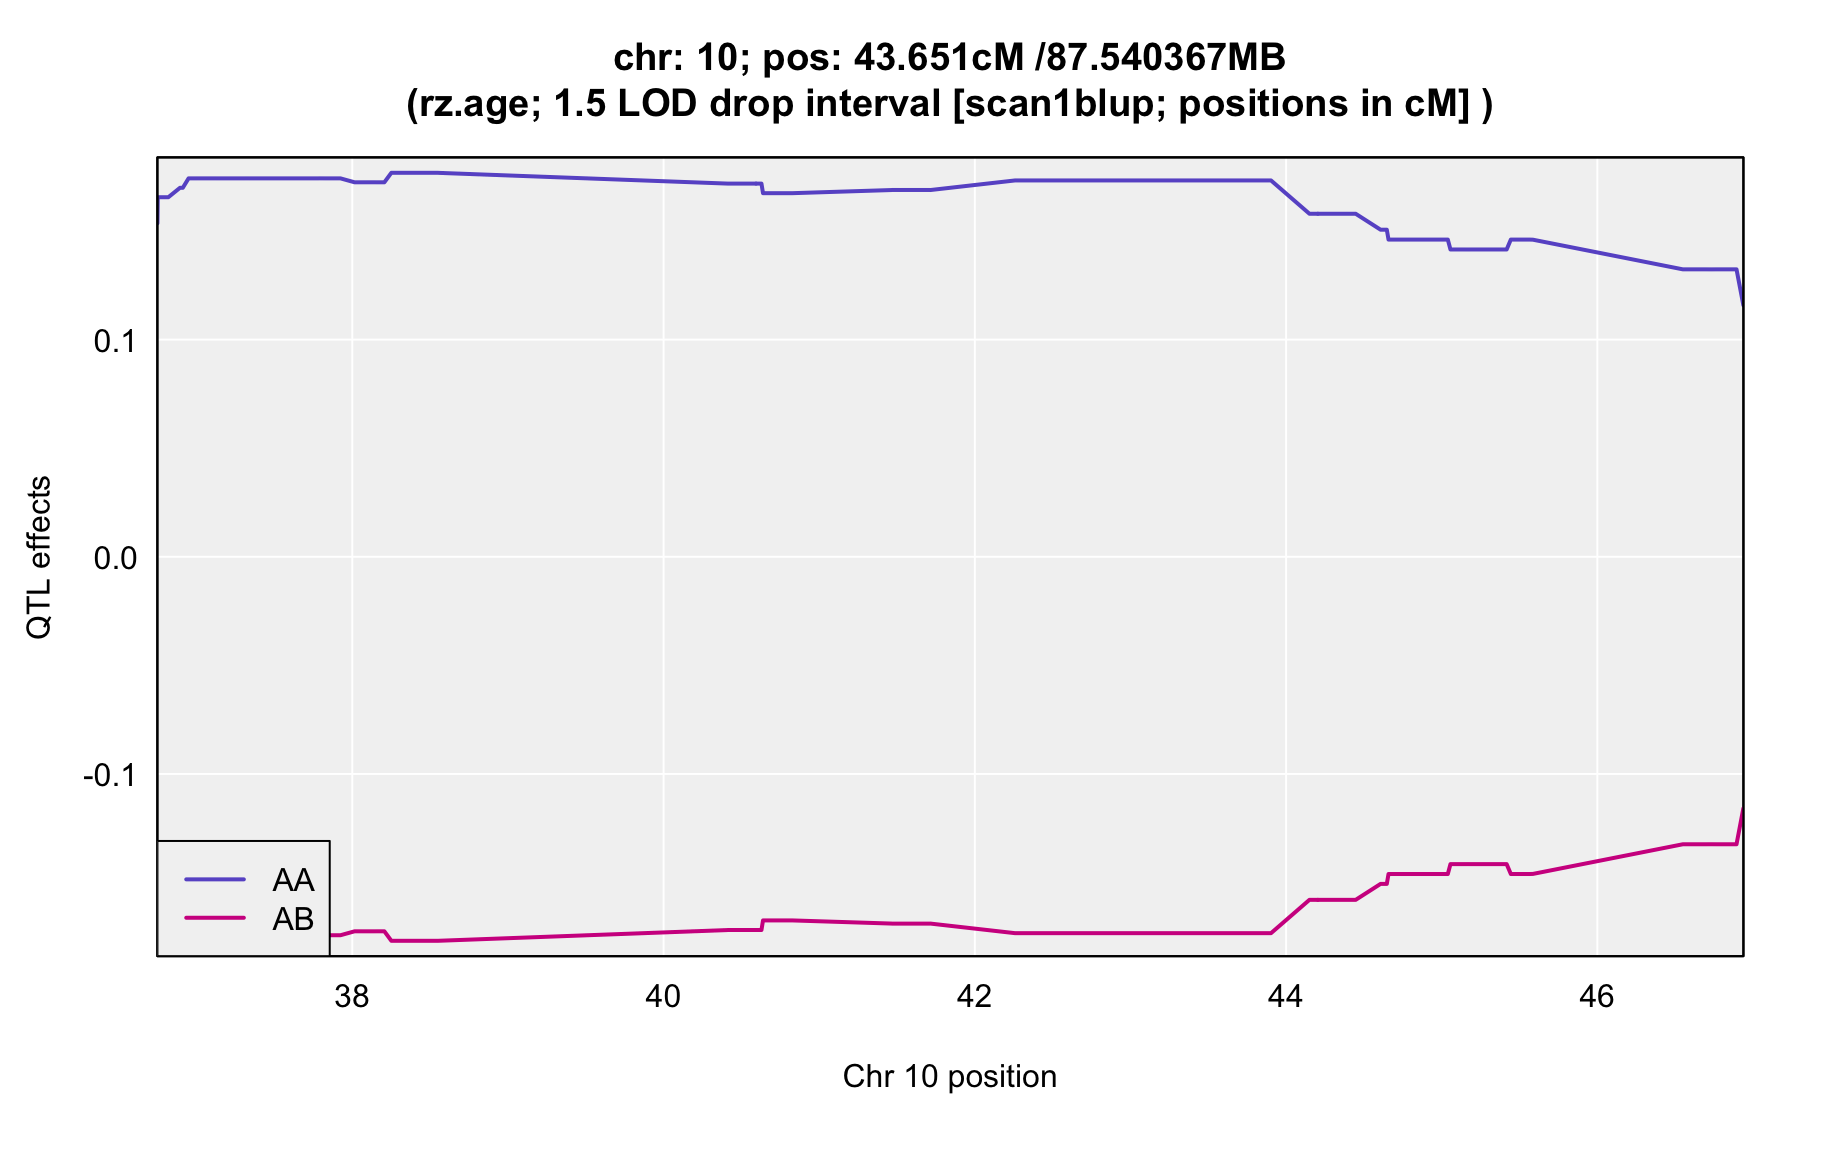 chr: 10; pos: 43.651cM /87.540367MB
(rz.age; 1.5 LOD drop interval [scan1blup; positions in cM] )
QTL effects
0.1
0.0
-0.1
AA
AB
38 40 42 44 46
Chr 10 position